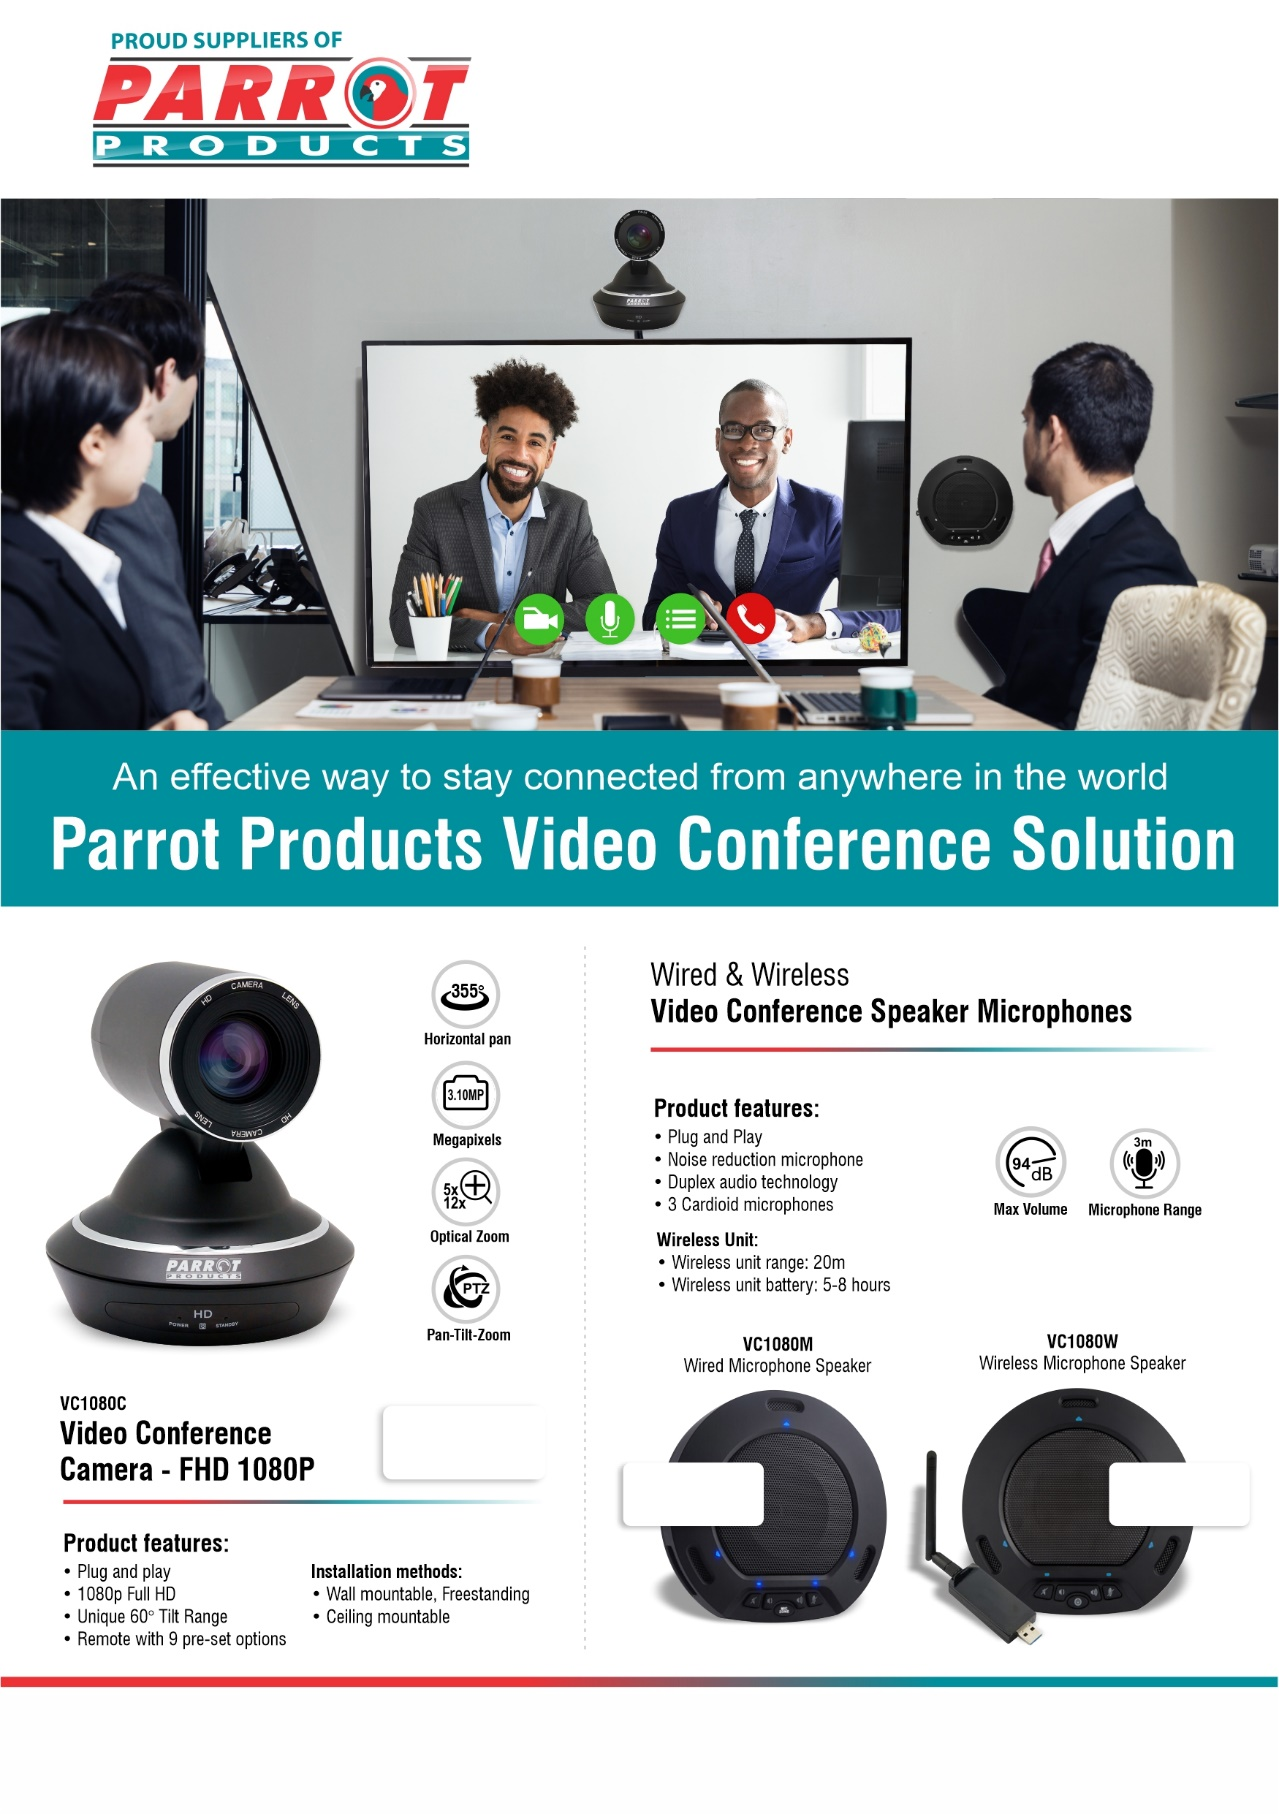 PROUD SUPPLIERS OF
PARROT
PRODUCTS
PARROT
An effective way to stay connected from anywhere in the world
Parrot Products Video Conference Solution
HD CAMERA LENS
HD CAMERA LENS
PARROT
PRODUCTS
HD
POWER STANDBY
355°
Horizontal pan
3.10MP
Megapixels
5x
12x
Optical Zoom
PTZ
Pan-Tilt-Zoom
VC1080C
Video Conference
Camera - FHD 1080P
Product features:
• Plug and play
• 1080p Full HD
• Unique 60° Tilt Range
• Remote with 9 pre-set options
Installation methods:
• Wall mountable, Freestanding
• Ceiling mountable
Wired & Wireless
Video Conference Speaker Microphones
Product features:
• Plug and Play
• Noise reduction microphone
• Duplex audio technology
• 3 Cardioid microphones
Wireless Unit:
• Wireless unit range: 20m
• Wireless unit battery: 5-8 hours
94 dB
Max Volume
3m
Microphone Range
VC1080M
Wired Microphone Speaker
VC1080W
Wireless Microphone Speaker